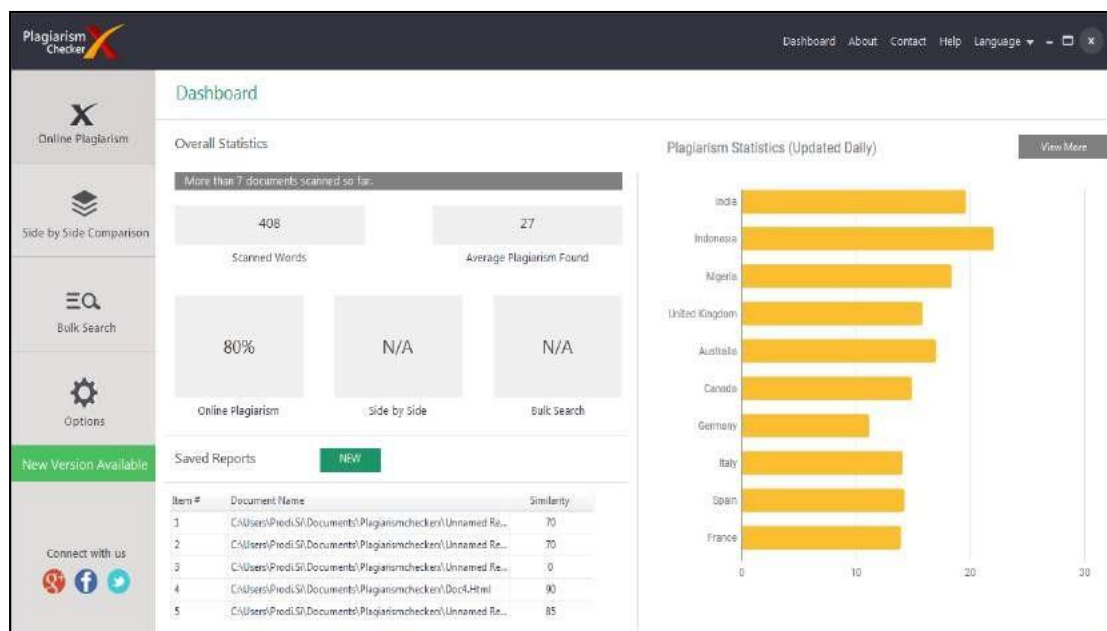 Plagiarism
Checker
Dashboard About Contact Help Language
Online Plagiarism
Side by Side Comparison
Bulk Search
Options
New Version Available
Connect with us
Dashboard
Overall Statistics
More than 7 documents scanned so far.
408
Scanned Words
27
Average Plagiarism Found
80%
Online Plagiarism
N/A
Side by Side
N/A
Bulk Search
Saved Reports NEW
Item # Document Name Similarity
1 C:\Users\Prodi.SI\Documents\Plagiarismchecker\Unnamed Re... 70
2 C:\Users\Prodi.SI\Documents\Plagiarismchecker\Unnamed Re... 70
3 C:\Users\Prodi.SI\Documents\Plagiarismchecker\Unnamed Re... 0
4 C:\Users\Prodi.SI\Documents\Plagiarismchecker\Doc4.Html 90
5 C:\Users\Prodi.SI\Documents\Plagiarismchecker\Unnamed Re... 85
Plagiarism Statistics (Updated Daily) View More
India
Indonesia
Nigeria
United Kingdom
Australia
Canada
Germany
Italy
Spain
France
0 10 20 30